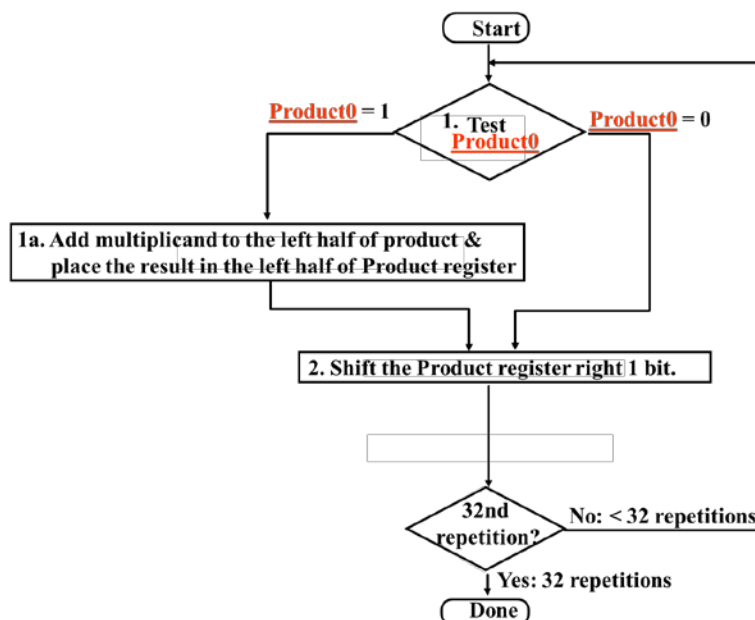 Start
Product0 = 1
1. Test
Product0
Product0 = 0
1a. Add multiplicand to the left half of product &
place the result in the left half of Product register
2. Shift the Product register right 1 bit.
32nd
repetition?
No: < 32 repetitions
Yes: 32 repetitions
Done